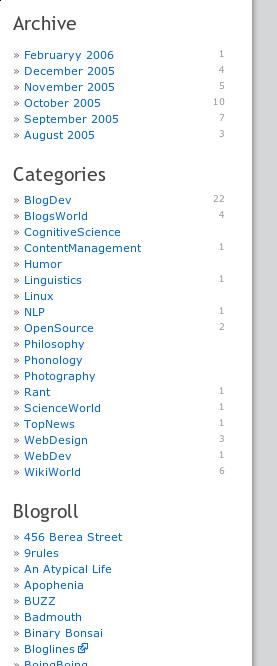 Archive
» Februaryy 2006 1
» December 2005 4
» November 2005 5
» October 2005 10
» September 2005 7
» August 2005 3
Categories
» BlogDev 22
» BlogsWorld 4
» CognitiveScience
» ContentManagement 1
» Humor
» Linguistics 1
» Linux
» NLP 1
» OpenSource 2
» Philosophy
» Phonology
» Photography
» Rant 1
» ScienceWorld 1
» TopNews 1
» WebDesign 3
» WebDev 1
» WikiWorld 6
Blogroll
» 456 Berea Street
» 9rules
» An Atypical Life
» Apophenia
» BUZZ
» Badmouth
» Binary Bonsai
» Bloglines
» BoingBoing